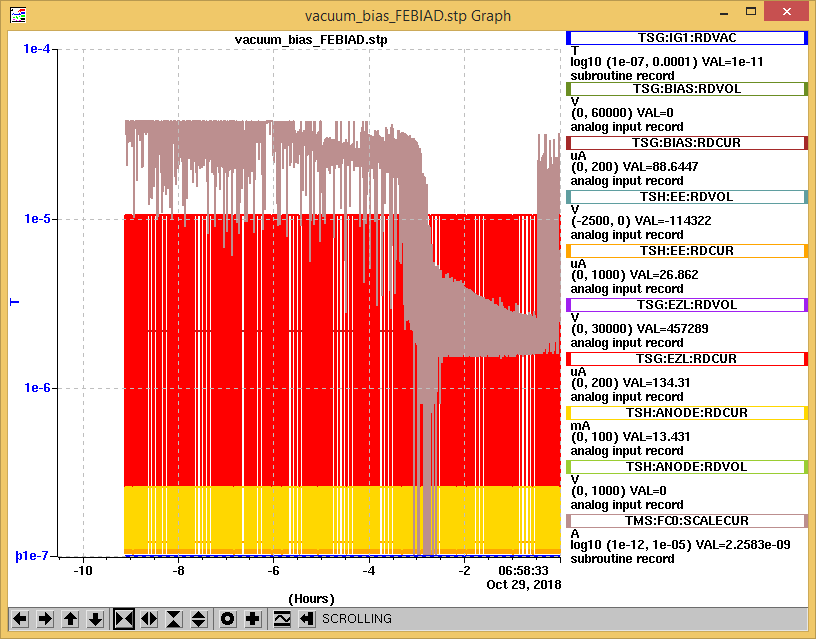 vacuum_bias_FEBIAD.stp Graph
vacuum_bias_FEBIAD.stp
1e-4
1e-5
T
1e-6
1e-7
-10
-8
-6
-4
-2
06:58:33
Oct 29, 2018
(Hours)
TSG:IG1:RDVAC
T
log10 (1e-07, 0.0001) VAL=1e-11
subroutine record
TSG:BIAS:RDVOL
V
(0, 60000) VAL=0
analog input record
TSG:BIAS:RDCUR
uA
(0, 200) VAL=88.6447
analog input record
TSH:EE:RDVOL
V
(-2500, 0) VAL=-114322
analog input record
TSH:EE:RDCUR
uA
(0, 1000) VAL=26.862
analog input record
TSG:EZL:RDVOL
V
(0, 30000) VAL=457289
analog input record
TSG:EZL:RDCUR
uA
(0, 200) VAL=134.31
analog input record
TSH:ANODE:RDCUR
mA
(0, 100) VAL=13.431
analog input record
TSH:ANODE:RDVOL
V
(0, 1000) VAL=0
analog input record
TMS:FC0:SCALECUR
A
log10 (1e-12, 1e-05) VAL=2.2583e-09
subroutine record
SCROLLING